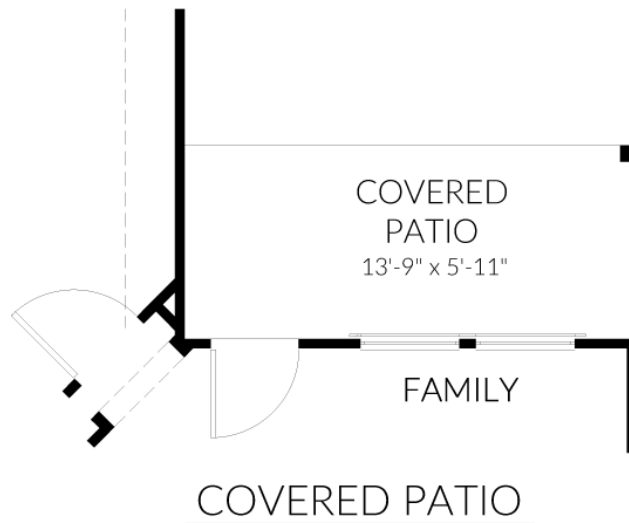 COVERED
PATIO
13'-9" x 5'-11"
FAMILY
COVERED PATIO